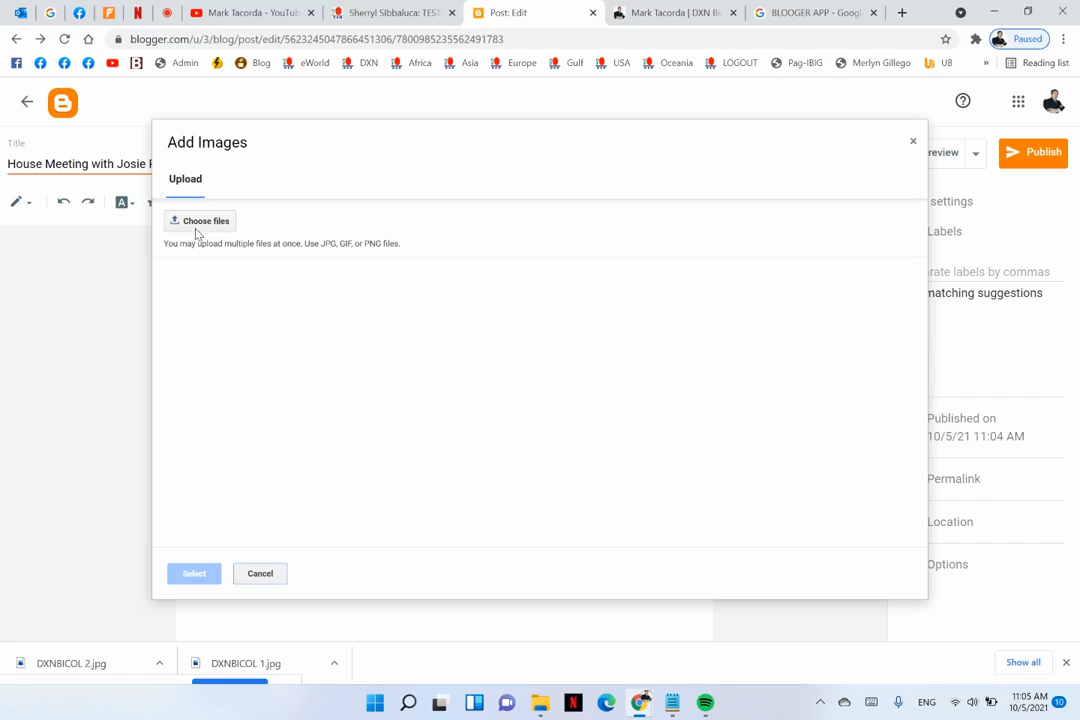 Mark Tacorda - YouTub
Sherryl SIbbaluca: TEST
Post: Edit
Mark Tacorda | DXN Bi
BLOOGER APP - Googl
blogger.com/u/3/blog/post/edit/5623245047866451306/7800985235562491783
Paused
Admin
Blog
eWorld
DXN
Africa
Asia
Europe
Gulf
USA
Oceania
LOGOUT
Pag-IBIG
Merlyn Gillego
UB
»
Reading list
Title
House Meeting with Josie
Add Images
Upload
Choose files
You may upload multiple files at once. Use JPG, GIF, or PNG files.
Select
Cancel
review
Publish
settings
Labels
rate labels by commas
matching suggestions
Published on
10/5/21 11:04 AM
Permalink
Location
Options
DXNBICOL 2.jpg
DXNBICOL 1.jpg
Show all
ENG
11:05 AM
10/5/2021
10